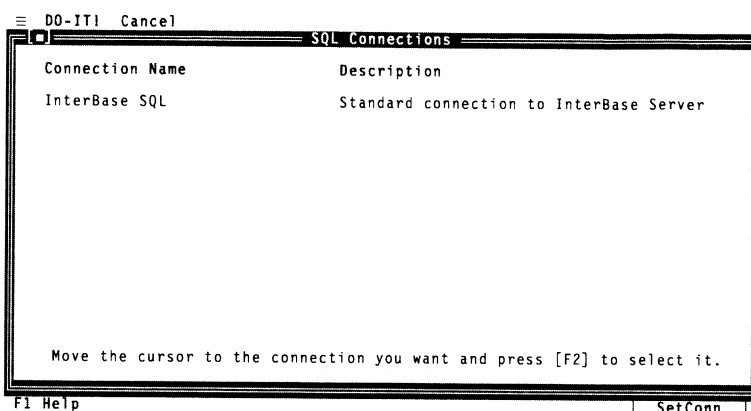 ≡ DO-IT! Cancel
SQL Connections
Connection Name Description
InterBase SQL Standard connection to InterBase Server
Move the cursor to the connection you want and press [F2] to select it.
F1 Help SetConn